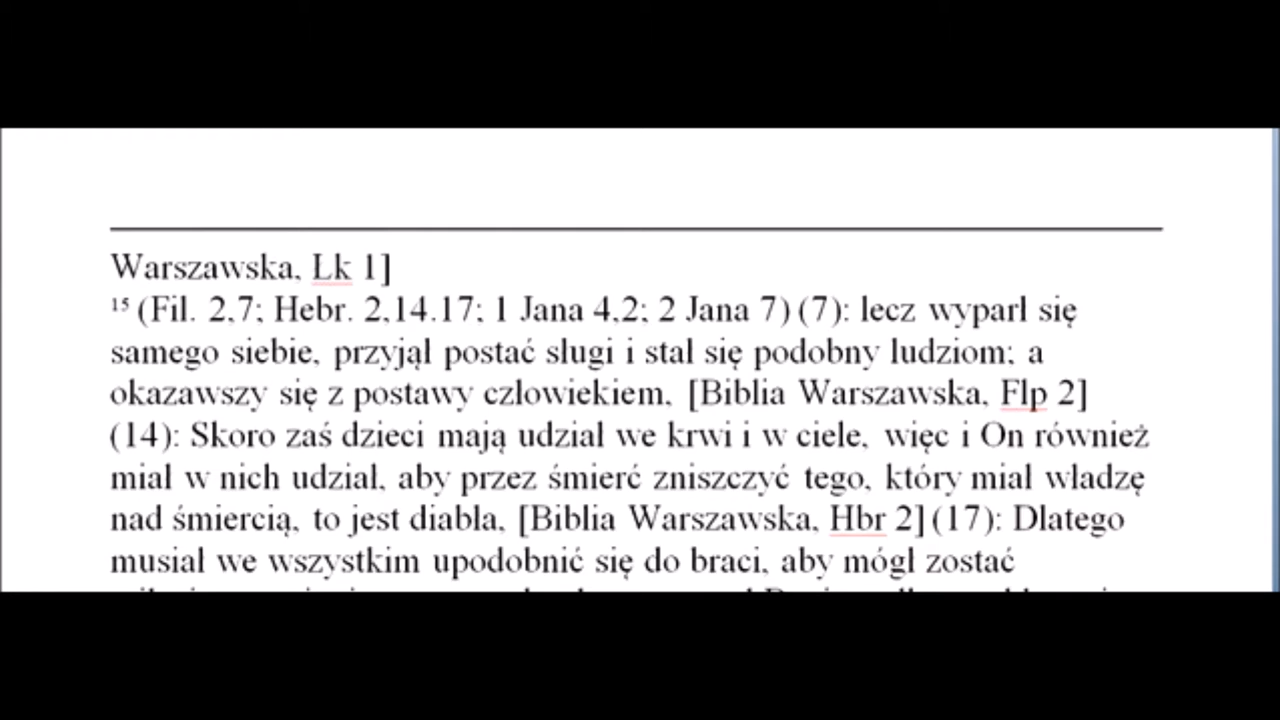 Warszawska, Lk 1]
¹⁵ (Fil. 2,7; Hebr. 2,14.17; 1 Jana 4,2; 2 Jana 7) (7): lecz wyparł się
samego siebie, przyjął postać sługi i stał się podobny ludziom; a
okazawszy się z postawy człowiekiem, [Biblia Warszawska, Flp 2]
(14): Skoro zaś dzieci mają udział we krwi i w ciele, więc i On również
miał w nich udział, aby przez śmierć zniszczyć tego, który miał władzę
nad śmiercią, to jest diabła, [Biblia Warszawska, Hbr 2] (17): Dlatego
musiał we wszystkim upodobnić się do braci, aby mógł zostać